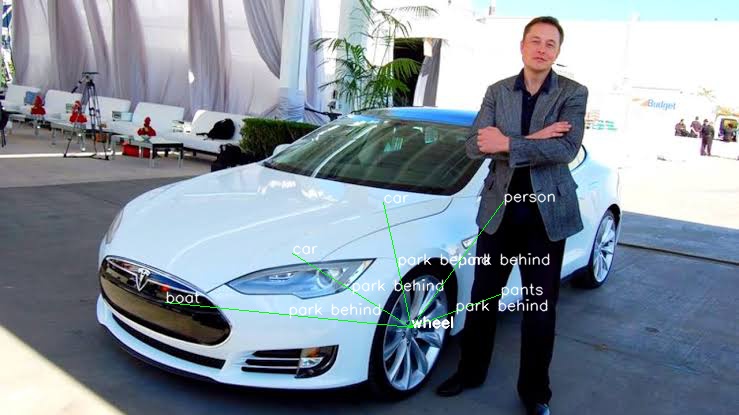 Budget
car
person
car
park behind
park behind
park behind
boat
pants
park behind
park behind
wheel